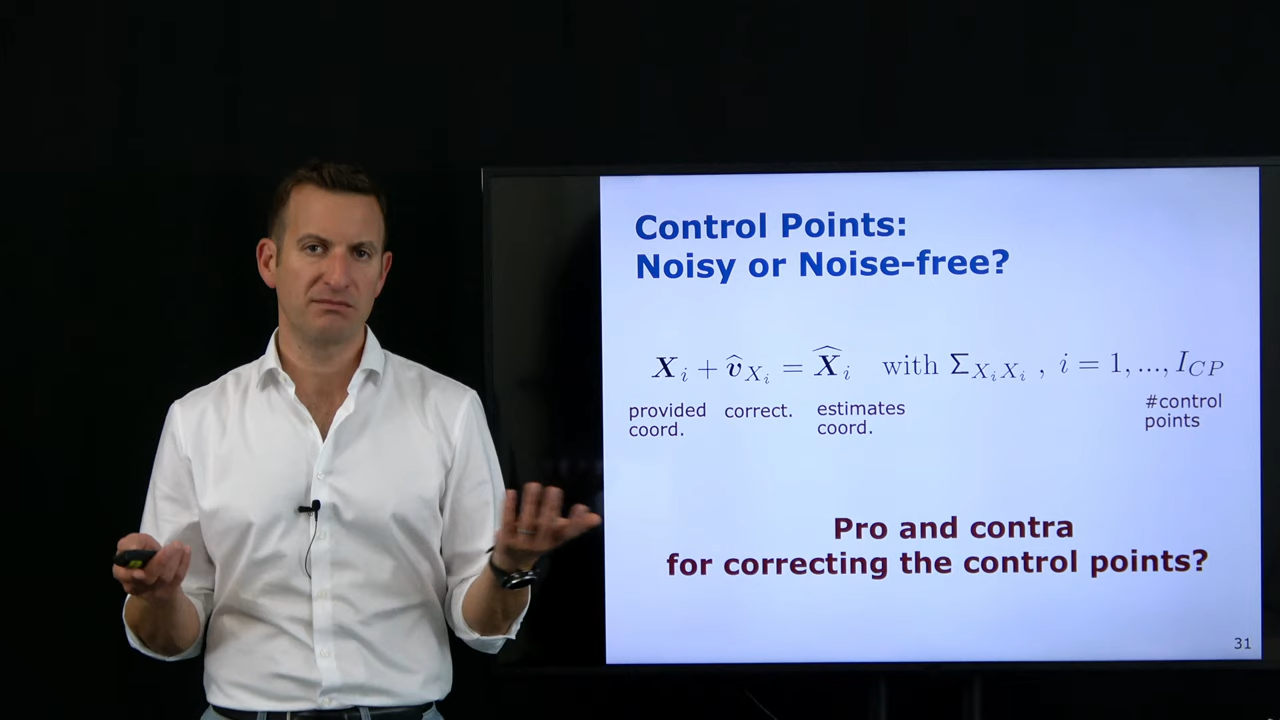 Control Points:
Noisy or Noise-free?
X_i + v̂_{X_i} = X̂_i with Σ_{X_i X_i} , i = 1, ..., I_{CP}
provided correct. estimates #control
coord. coord. points
Pro and contra
for correcting the control points?
31